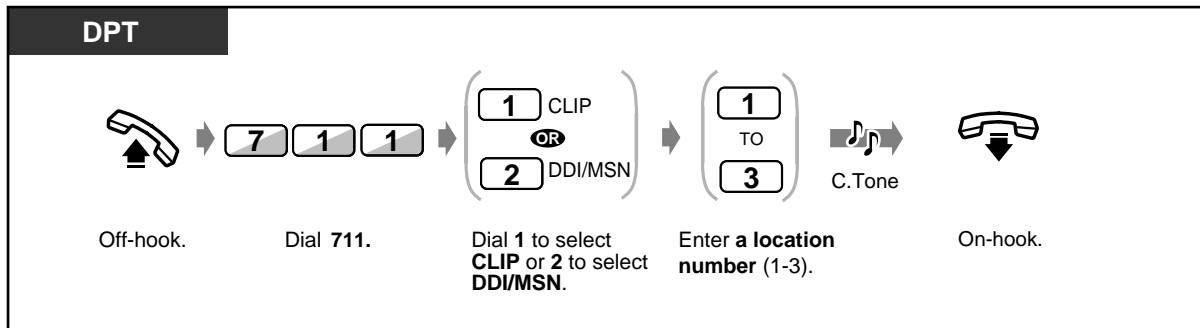 DPT
7 1 1
1 CLIP
OR
2 DDI/MSN
1
TO
3
C.Tone
Off-hook.
Dial 711.
Dial 1 to select
CLIP or 2 to select
DDI/MSN.
Enter a location
number (1-3).
On-hook.